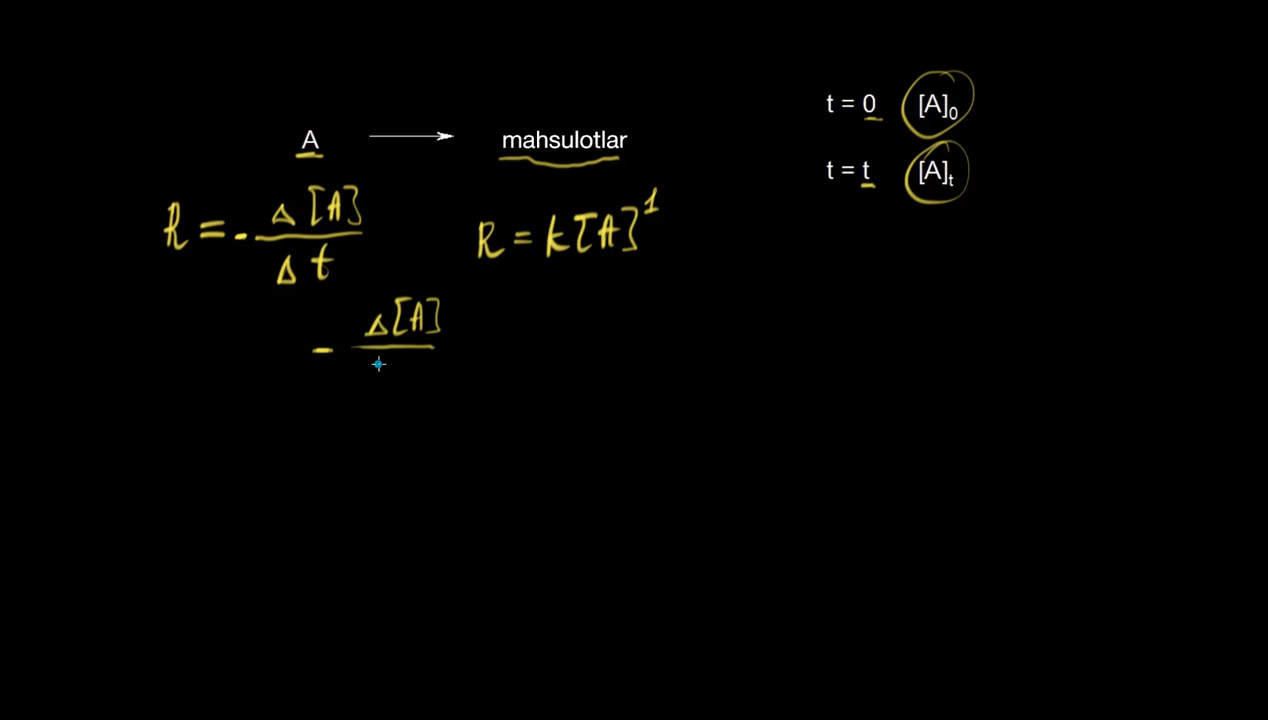 t = 0 [A]₀
A → mahsulotlar
t = t [A]ₜ
R = - Δ[A] / Δt
R = k[A]¹
- Δ[A]